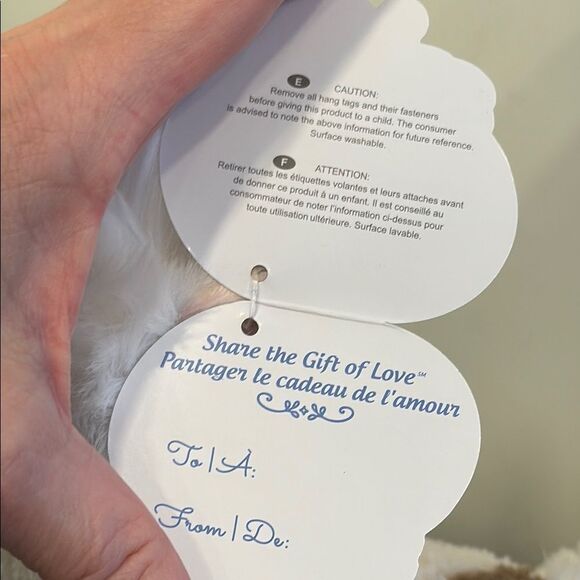 E CAUTION:
Remove all hang tags and their fasteners
before giving this product to a child. The consumer
is advised to note the above information for future reference.
Surface washable.
F ATTENTION:
Retirer toutes les étiquettes volantes et leurs attaches avant
de donner ce produit à un enfant. Il est conseillé au
consommateur de noter l'information ci-dessus pour
toute utilisation ultérieure. Surface lavable.
Share the Gift of Love℠
Partager le cadeau de l'amour
To | À:
From | De: